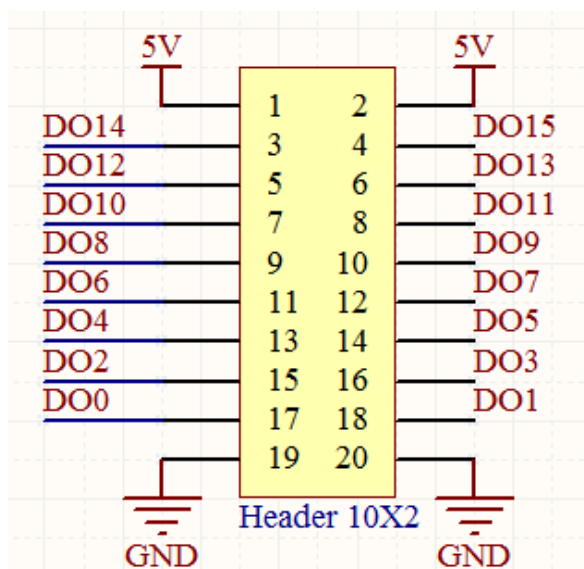 5V 5V
1 2
DO14 3 4 DO15
DO12 5 6 DO13
DO10 7 8 DO11
DO8 9 10 DO9
DO6 11 12 DO7
DO4 13 14 DO5
DO2 15 16 DO3
DO0 17 18 DO1
19 20
Header 10X2
GND GND